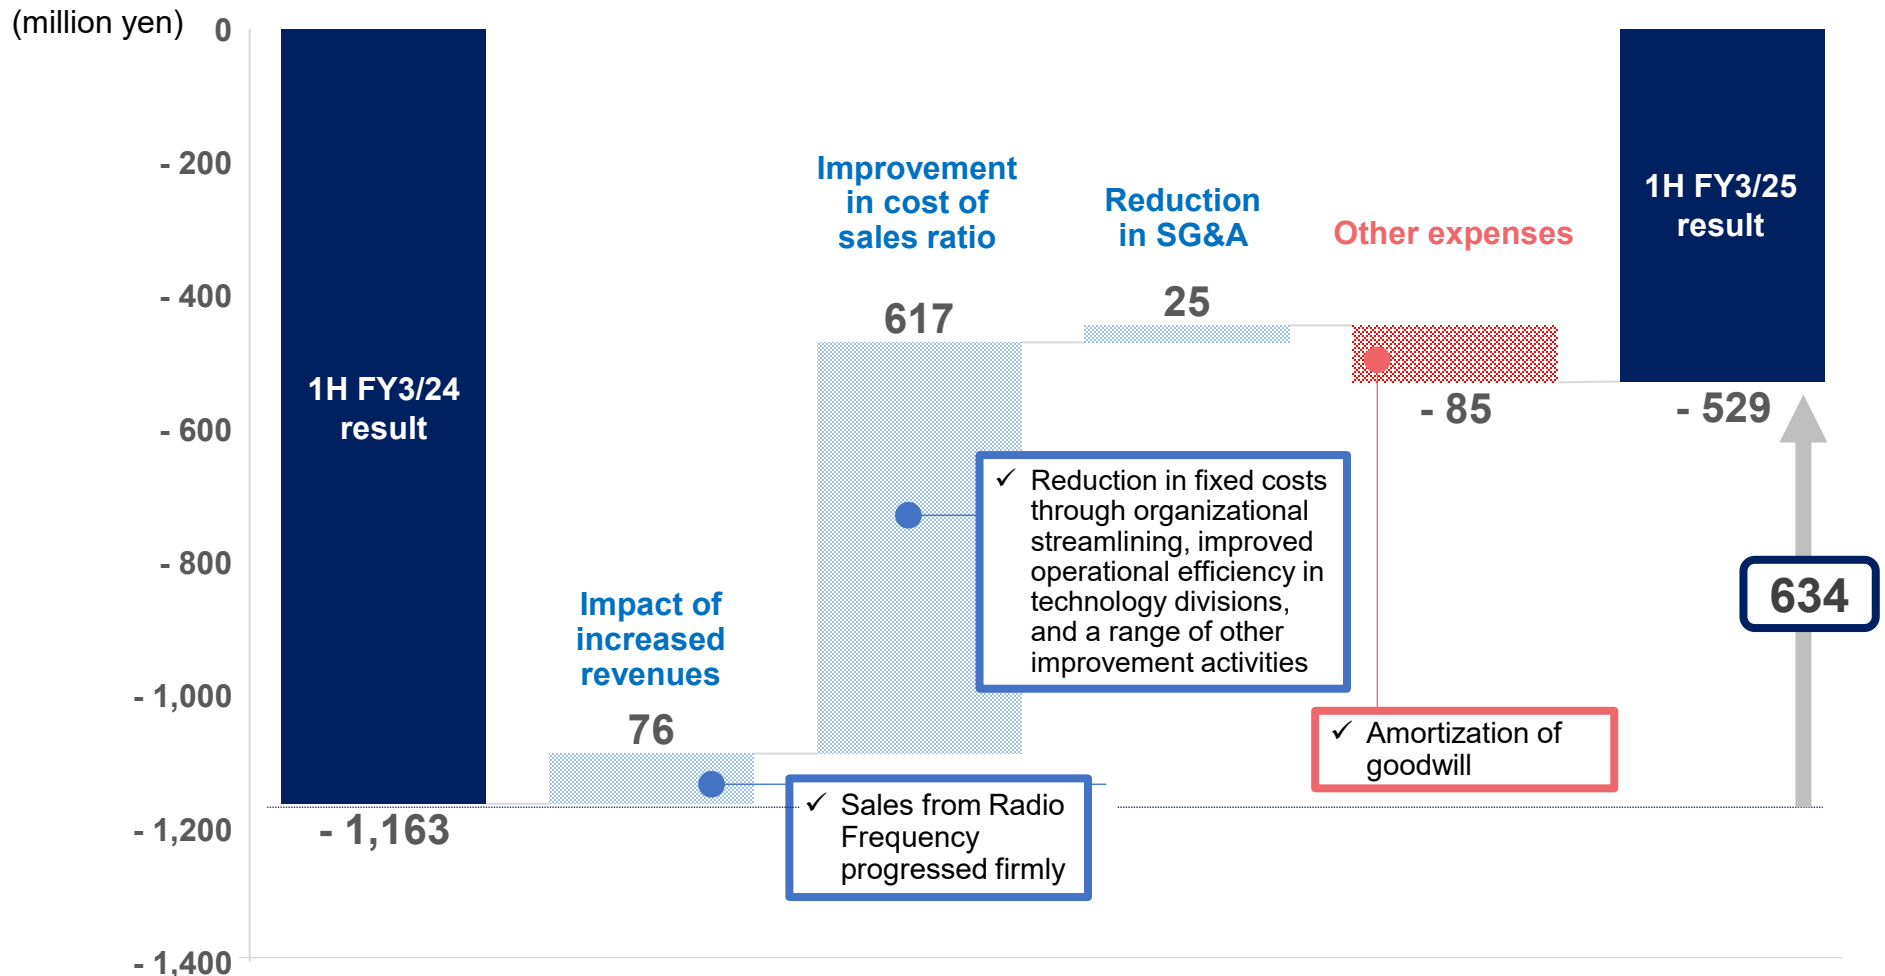 (million yen)
0
- 200
- 400
- 600
- 800
- 1,000
- 1,200
- 1,400
1H FY3/24
result
- 1,163
Impact of
increased
revenues
76
✓ Sales from Radio
Frequency
progressed firmly
Improvement
in cost of
sales ratio
617
✓ Reduction in fixed costs
through organizational
streamlining, improved
operational efficiency in
technology divisions,
and a range of other
improvement activities
Reduction
in SG&A
25
Other expenses
- 85
✓ Amortization of
goodwill
1H FY3/25
result
- 529
634